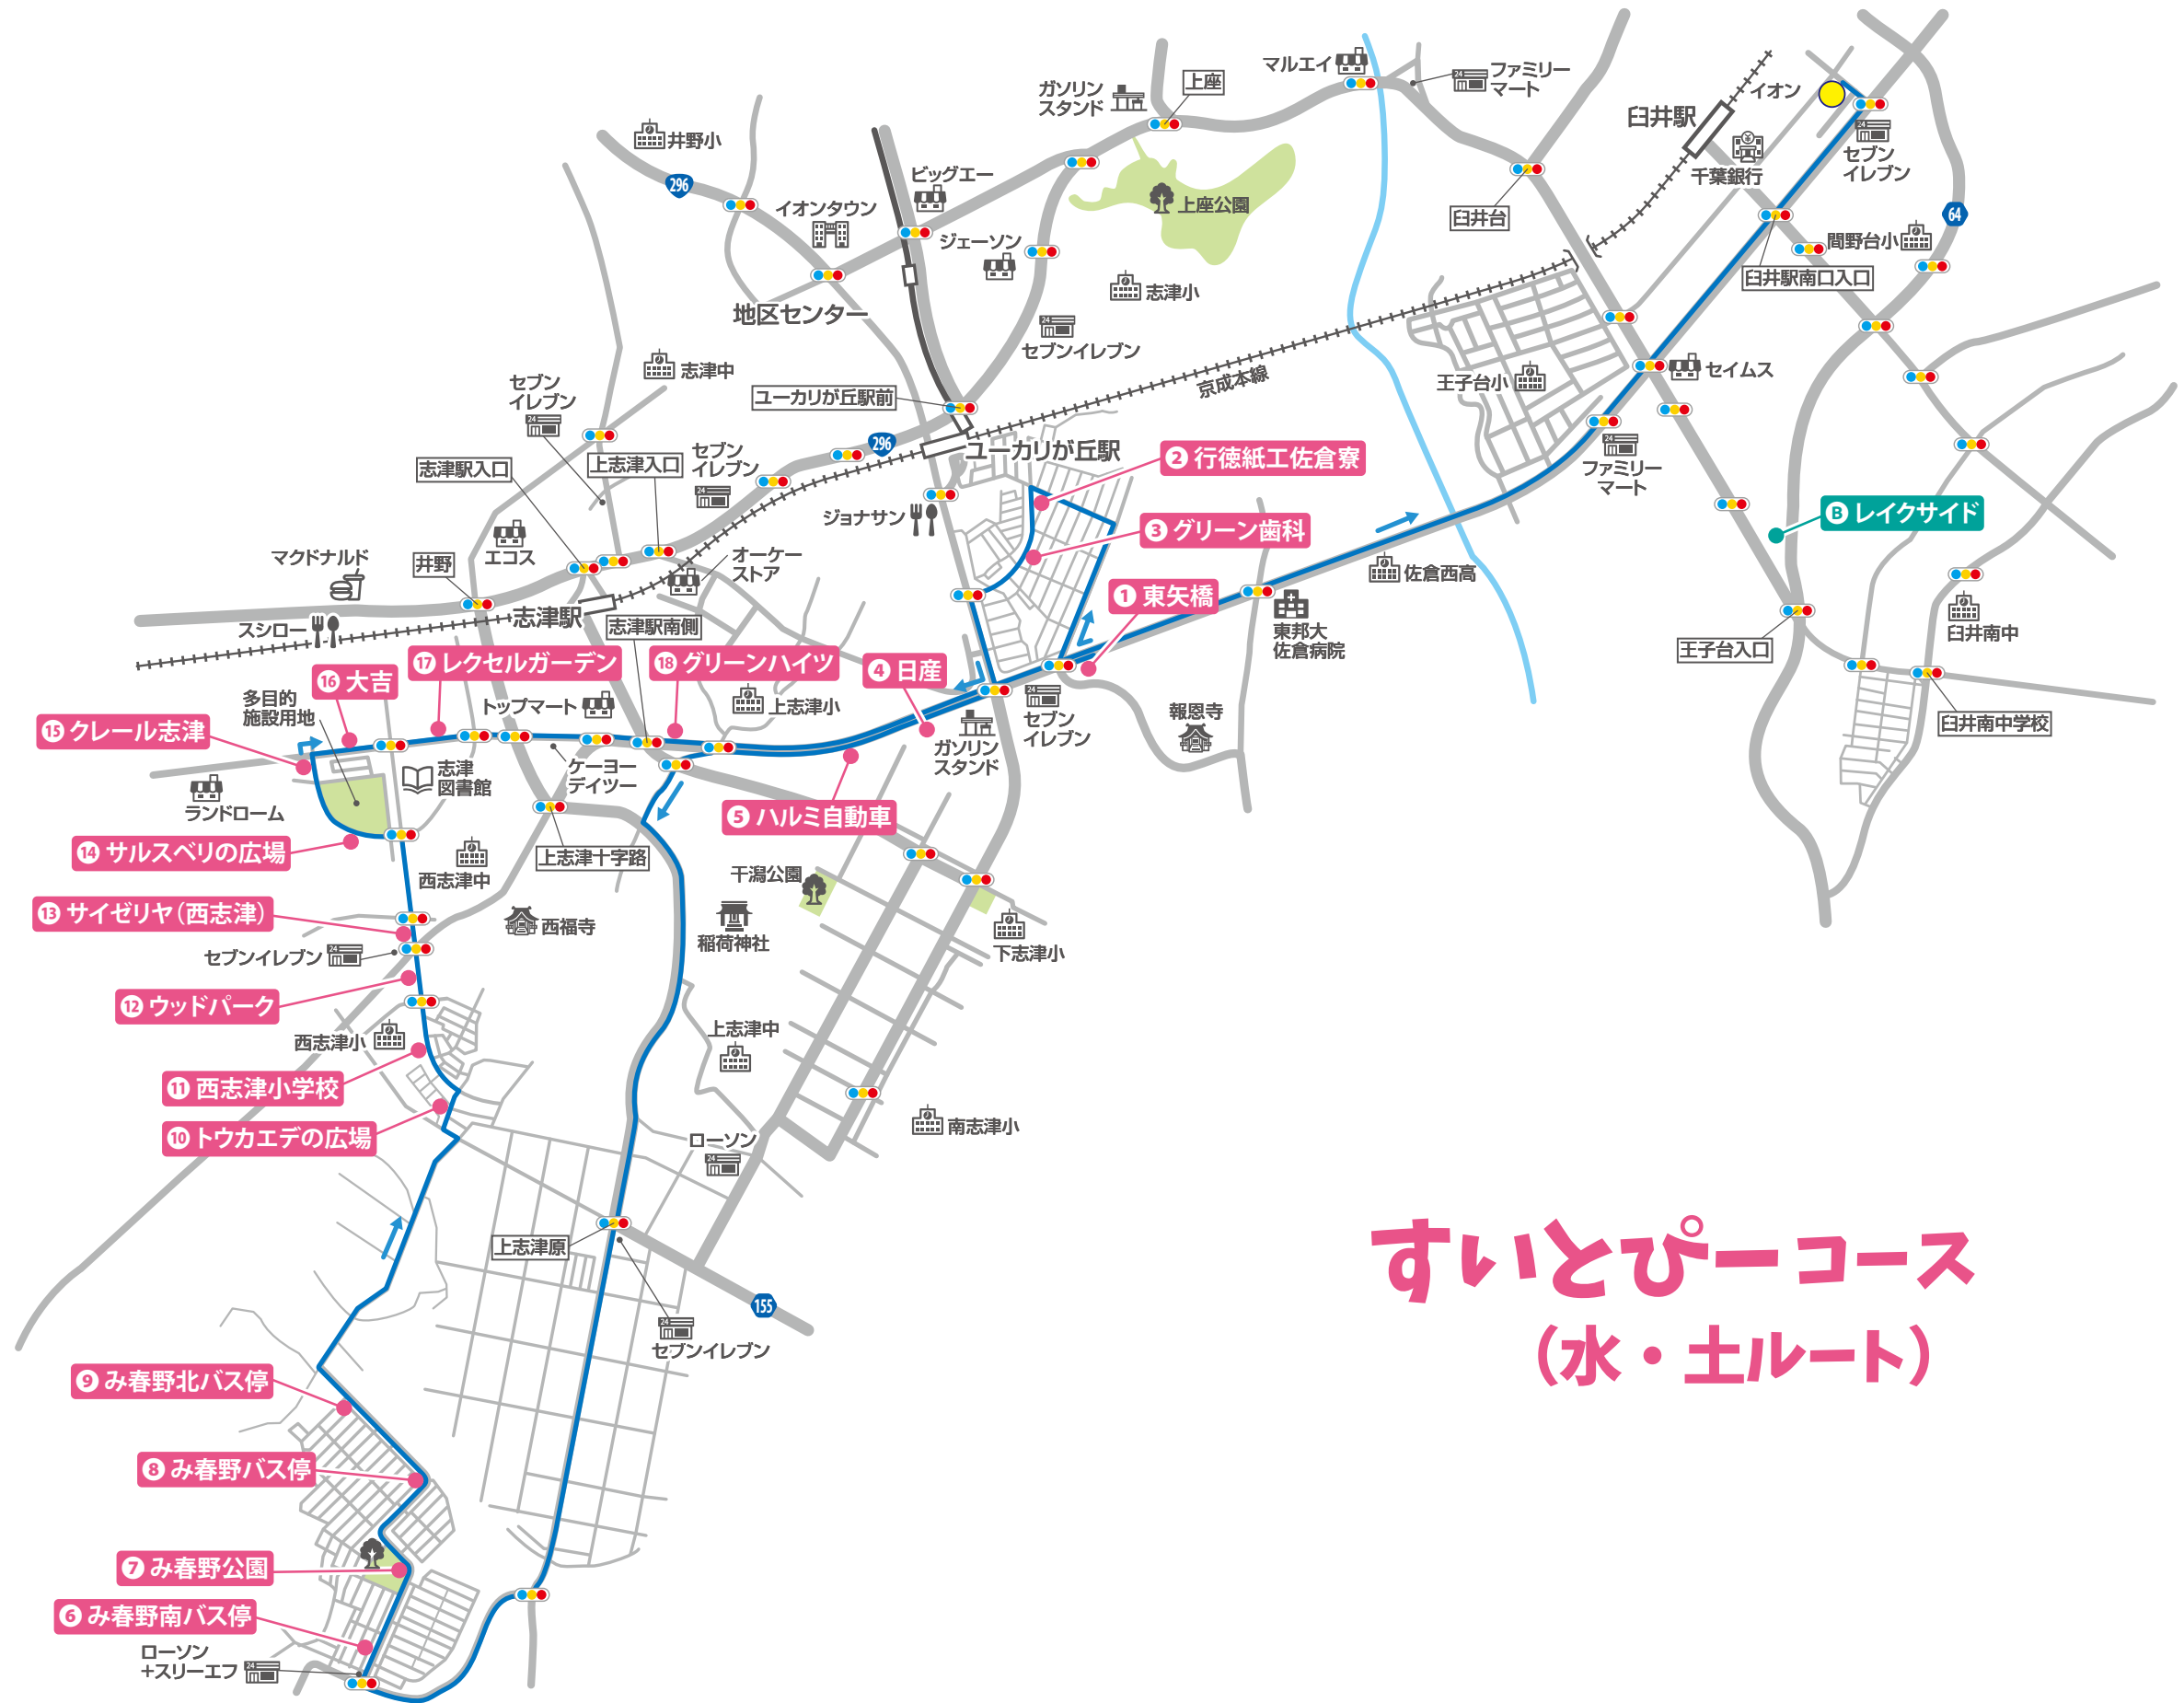 マルエイ
ファミリー
マート
ガソリン
スタンド
上座
イオン
臼井駅
千葉銀行
セブン
イレブン
井野小
296
ビッグエー
イオンタウン
ジェーソン
上座公園
臼井台
64
間野台小
臼井駅南口入口
地区センター
志津小
セブンイレブン
志津中
セブン
イレブン
ユーカリが丘駅前
京成本線
王子台小
セイムス
296
志津駅入口
上志津入口
セブン
イレブン
ユーカリが丘駅
② 行徳紙工佐倉寮
ファミリー
マート
ジョナサン
③ グリーン歯科
Ⓑ レイクサイド
マクドナルド
井野
エコス
オーケー
ストア
佐倉西高
① 東矢橋
スシロー
志津駅
志津駅南側
東邦大
佐倉病院
臼井南中
王子台入口
⑯ 大吉
⑰ レクセルガーデン
⑱ グリーンハイツ
④ 日産
多目的
施設用地
トップマート
上志津小
⑮ クレール志津
ガソリン
スタンド
セブン
イレブン
報恩寺
臼井南中学校
ランドローム
志津
図書館
ケーヨー
デイツー
⑤ ハルミ自動車
⑭ サルスベリの広場
西志津中
上志津十字路
干潟公園
⑬ サイゼリヤ（西志津）
セブンイレブン
西福寺
稲荷神社
下志津小
⑫ ウッドパーク
西志津小
上志津中
⑪ 西志津小学校
⑩ トウカエデの広場
ローソン
南志津小
上志津原
155
セブンイレブン
すいとぴーコース
（水・土ルート）
⑨ み春野北バス停
⑧ み春野バス停
⑦ み春野公園
⑥ み春野南バス停
ローソン
+スリーエフ